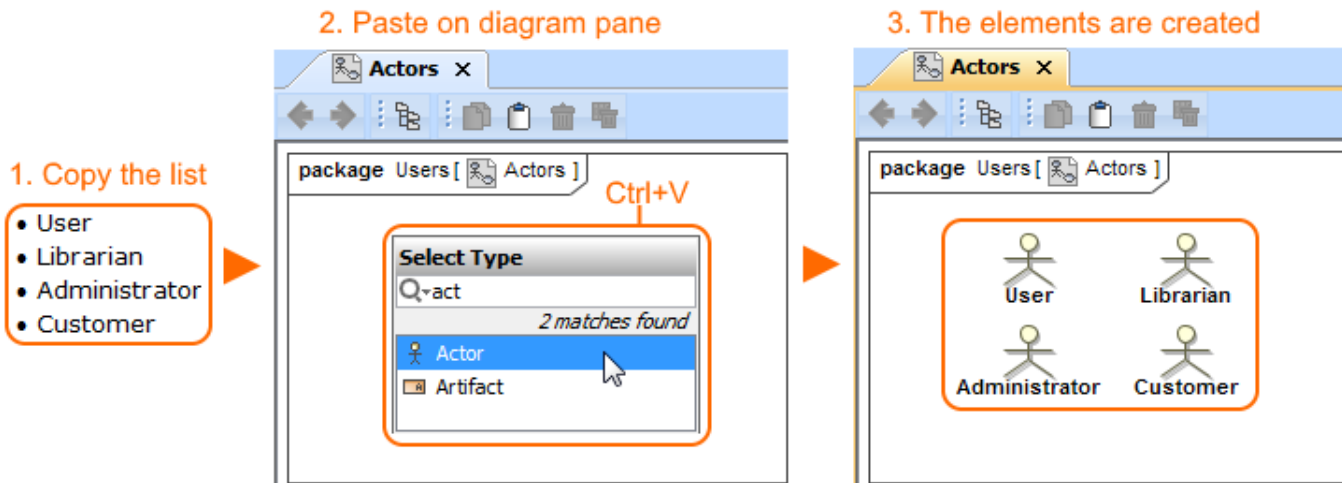 1. Copy the list
• User
• Librarian
• Administrator
• Customer
2. Paste on diagram pane
Actors X
package Users [ Actors ]
Ctrl+V
Select Type
act
2 matches found
Actor
Artifact
3. The elements are created
Actors X
package Users [ Actors ]
User Librarian
Administrator Customer